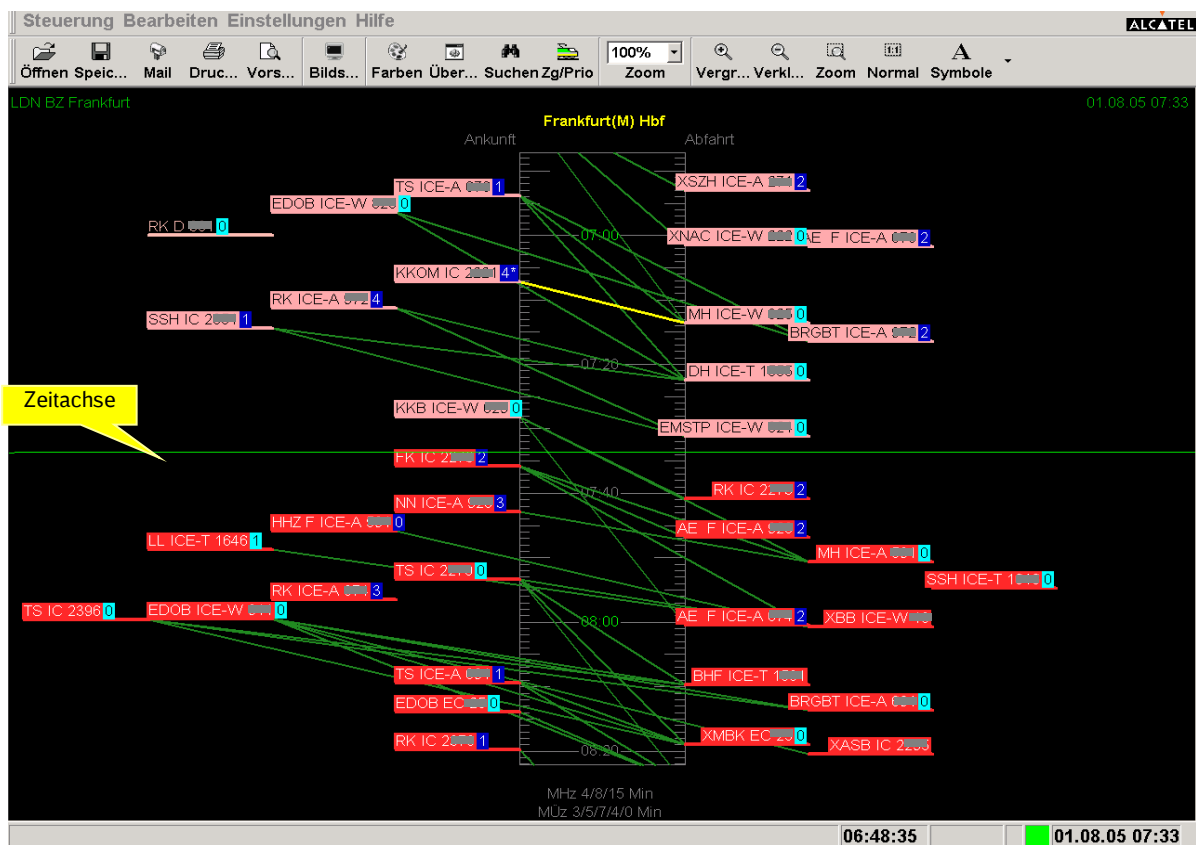 Steuerung Bearbeiten Einstellungen Hilfe
ALCATEL
Öffnen Speic... Mail Druc... Vors... Bilds... Farben Über... Suchen Zg/Prio 100% Zoom Vergr... Verkl... Zoom Normal Symbole
LDN BZ Frankfurt
01.08.05 07:33
Frankfurt(M) Hbf
Ankunft
Abfahrt
TS ICE-A 1
XSZH ICE-A 2
EDOB ICE-W 0
RK D 0
07:00
XNAC ICE-W 0
F ICE-A 2
KKOM IC 4*
RK ICE-A 4
MH ICE-W 0
SSH IC 1
BRGBT ICE-A 2
07:20
DH ICE-T 0
Zeitachse
KKB ICE-W 0
EMSTP ICE-W 0
FK IC 2
07:40
RK IC 2
NN ICE-A 3
HHZ F ICE-A 0
AE F ICE-A 2
LL ICE-T 1646 1
MH ICE-A 0
TS IC 0
SSH ICE-T 0
RK ICE-A 3
TS IC 2396 0
EDOB ICE-W 0
08:00
AE F ICE-A 2
XBB ICE-W
TS ICE-A 1
BHF ICE-T
EDOB EC 0
BRGBT ICE-A 0
RK IC 1
XMBK EC 0
XASB IC
08:20
MHz 4/8/15 Min
MÜz 3/5/7/4/0 Min
06:48:35
01.08.05 07:33